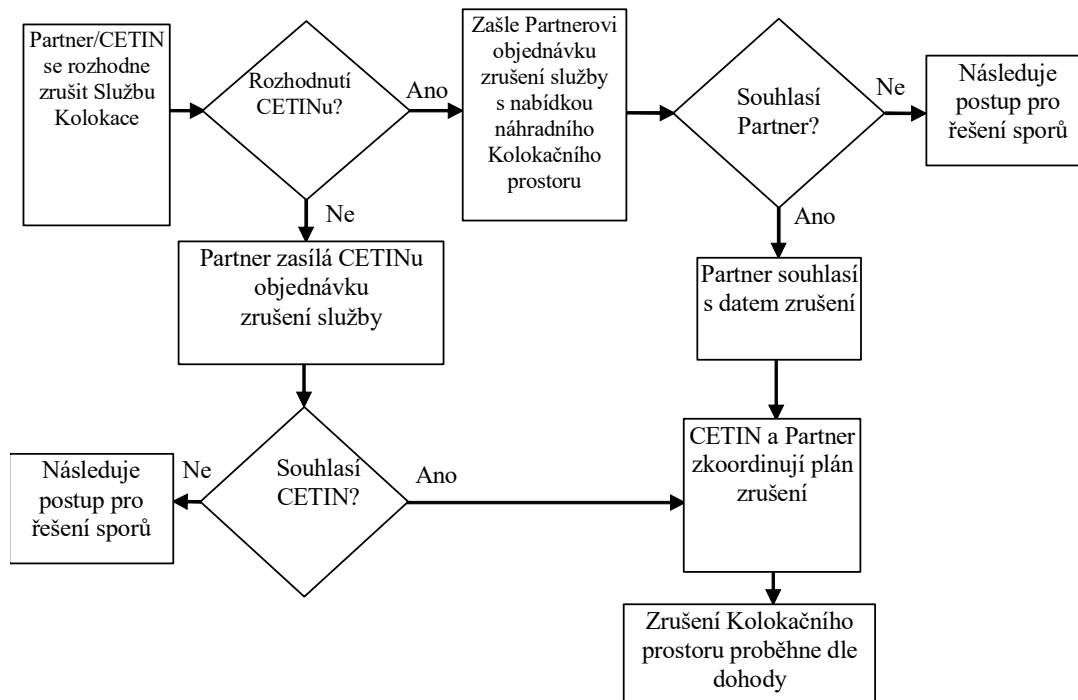 Partner/CETIN
se rozhodne
zrušit Službu
Kolokace
Rozhodnutí
CETINu?
Ano
Zašle Partnerovi
objednávku
zrušení služby
s nabídkou
náhradního
Kolokačního
prostoru
Souhlasí
Partner?
Ne
Následuje
postup pro
řešení sporů
Ne
Ano
Partner zasílá CETINu
objednávku
zrušení služby
Partner souhlasí
s datem zrušení
Souhlasí
CETIN?
Ne
Následuje
postup pro
řešení sporů
Ano
CETIN a Partner
zkoordinují plán
zrušení
Zrušení Kolokačního
prostoru proběhne dle
dohody